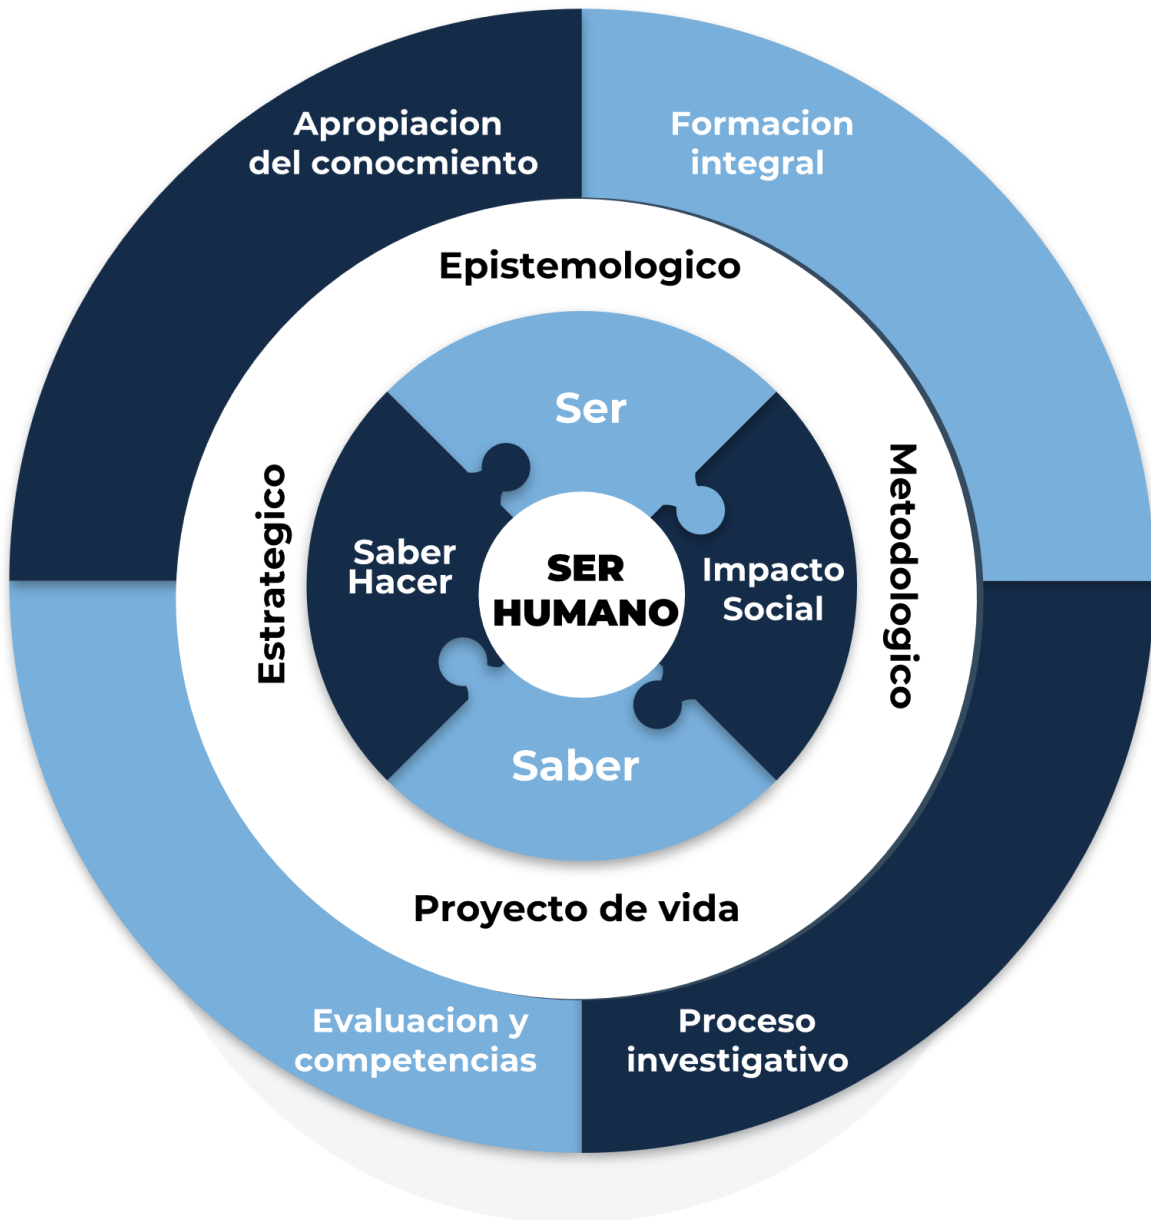 Apropiacion
del conocmiento
Formacion
integral
Epistemologico
Ser
Estrategico
Saber
Hacer
SER
HUMANO
Impacto
Social
Metodologico
Saber
Proyecto de vida
Evaluacion y
competencias
Proceso
investigativo